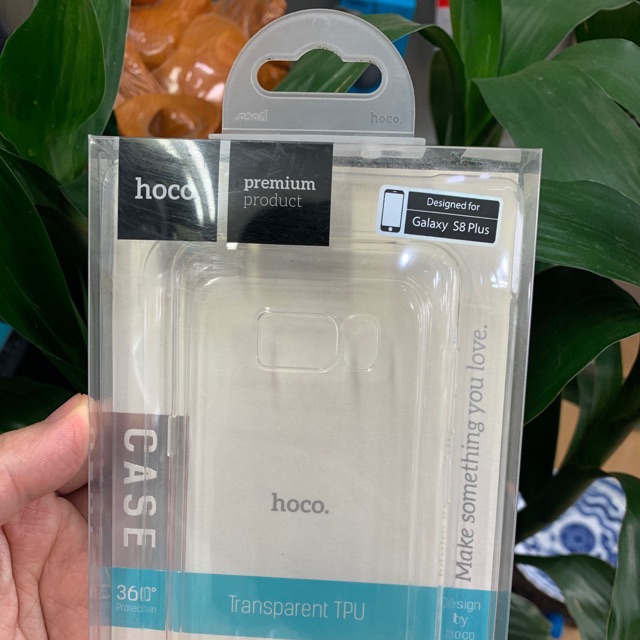 hoco.
hoco.
premium
product
Designed for
Galaxy S8 Plus
CASE
Make something you love.
hoco.
360°
Protection
Transparent TPU
design
by
hoco